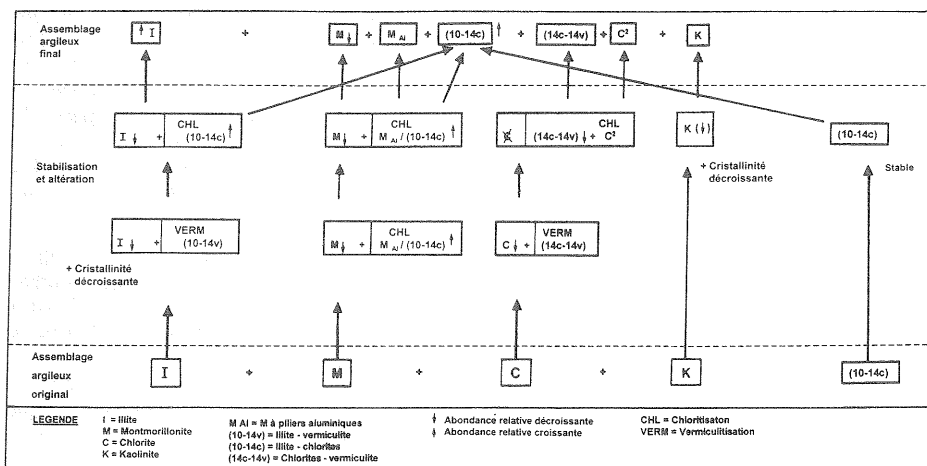 Assemblage argileux final
↑ I + M ↓ + M Al + (10-14c) ↑ + (14c-14v) + C² + K
CHL CHL CHL
I ↓ + (10-14c) ↑ M ↓ + M Al / (10-14c) ↑ (14c-14v) ↓ + C² K (↓) (10-14c)
Stabilisation et altération
+ Cristallinité décroissante
Stable
VERM CHL VERM
I ↓ + (10-14v) M ↓ + M Al / (10-14c) ↑ C ↓ + (14c-14v)
+ Cristallinité décroissante
Assemblage argileux original
I + M + C + K (10-14c)
LEGENDE
I = Illite
M = Montmorillonite
C = Chlorite
K = Kaolinite
M Al = M à piliers aluminiques
(10-14v) = Illite - vermiculite
(10-14c) = Illite - chlorites
(14c-14v) = Chlorites - vermiculite
Abondance relative décroissante
Abondance relative croissante
CHL = Chloritisaton
VERM = Vermiculitisation